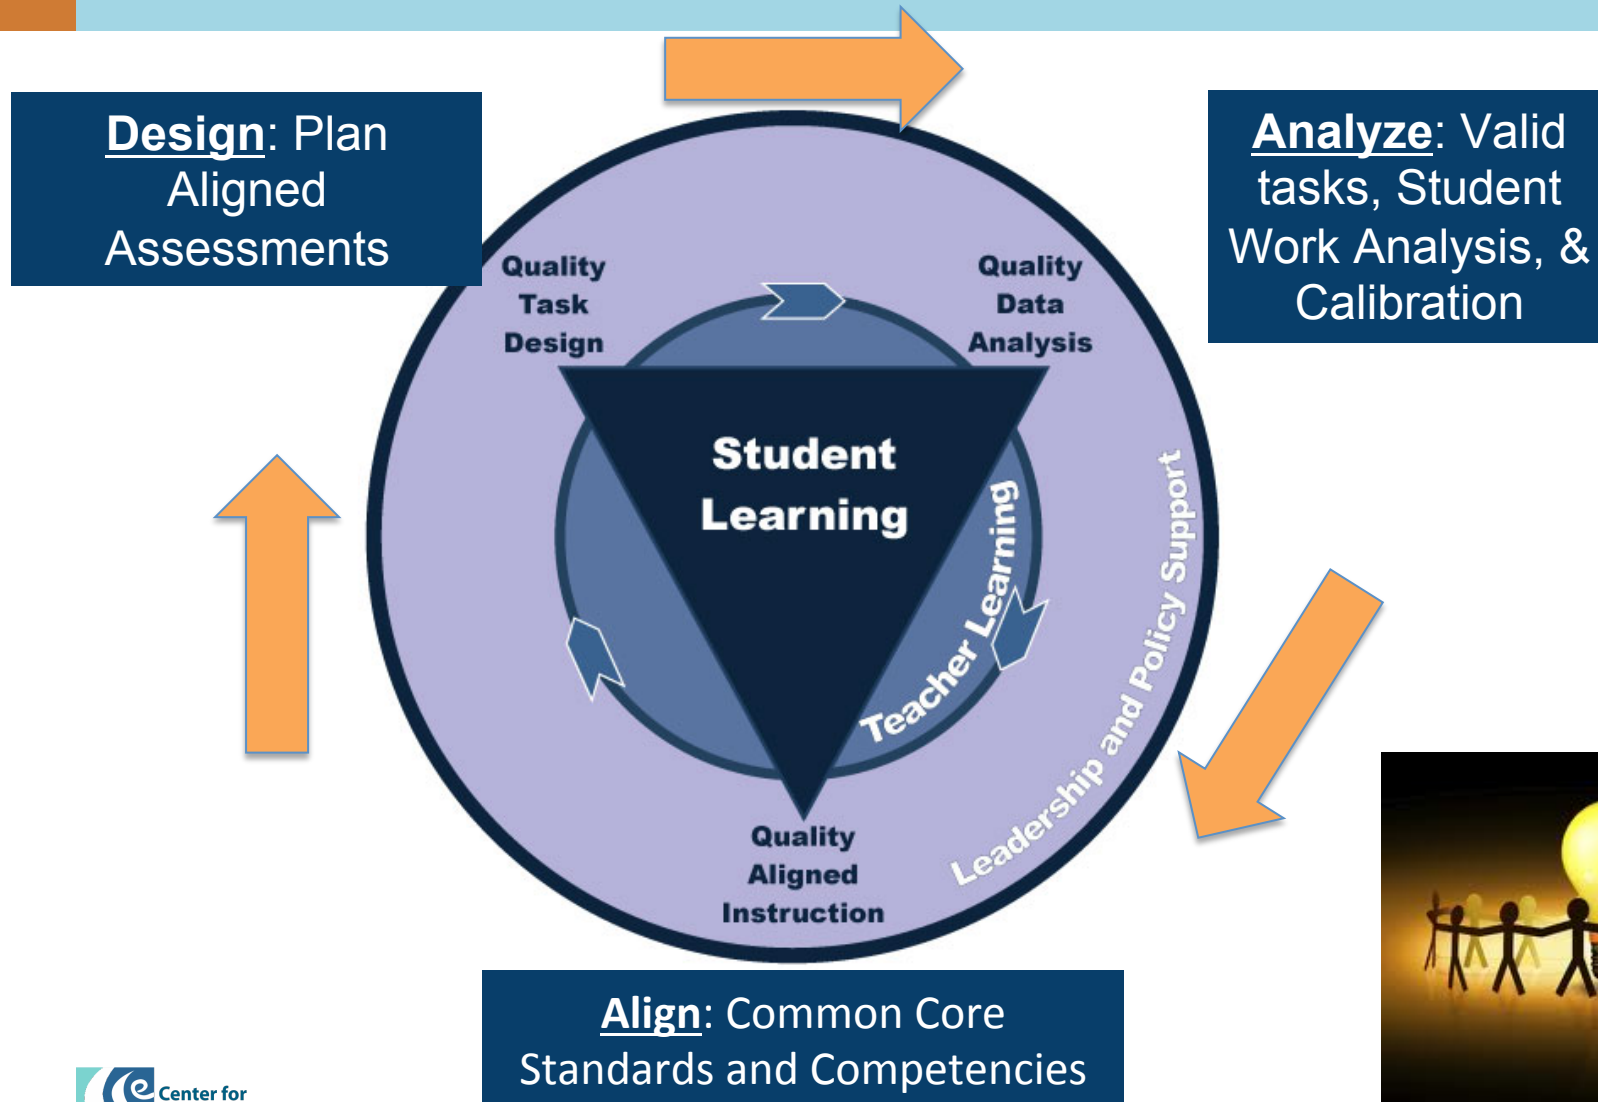 Design: Plan
Aligned
Assessments
Analyze: Valid
tasks, Student
Work Analysis, &
Calibration
Quality
Task
Design
Quality
Data
Analysis
Student
Learning
Teacher Learning
Leadership and Policy Support
Quality
Aligned
Instruction
Align: Common Core
Standards and Competencies
Center for